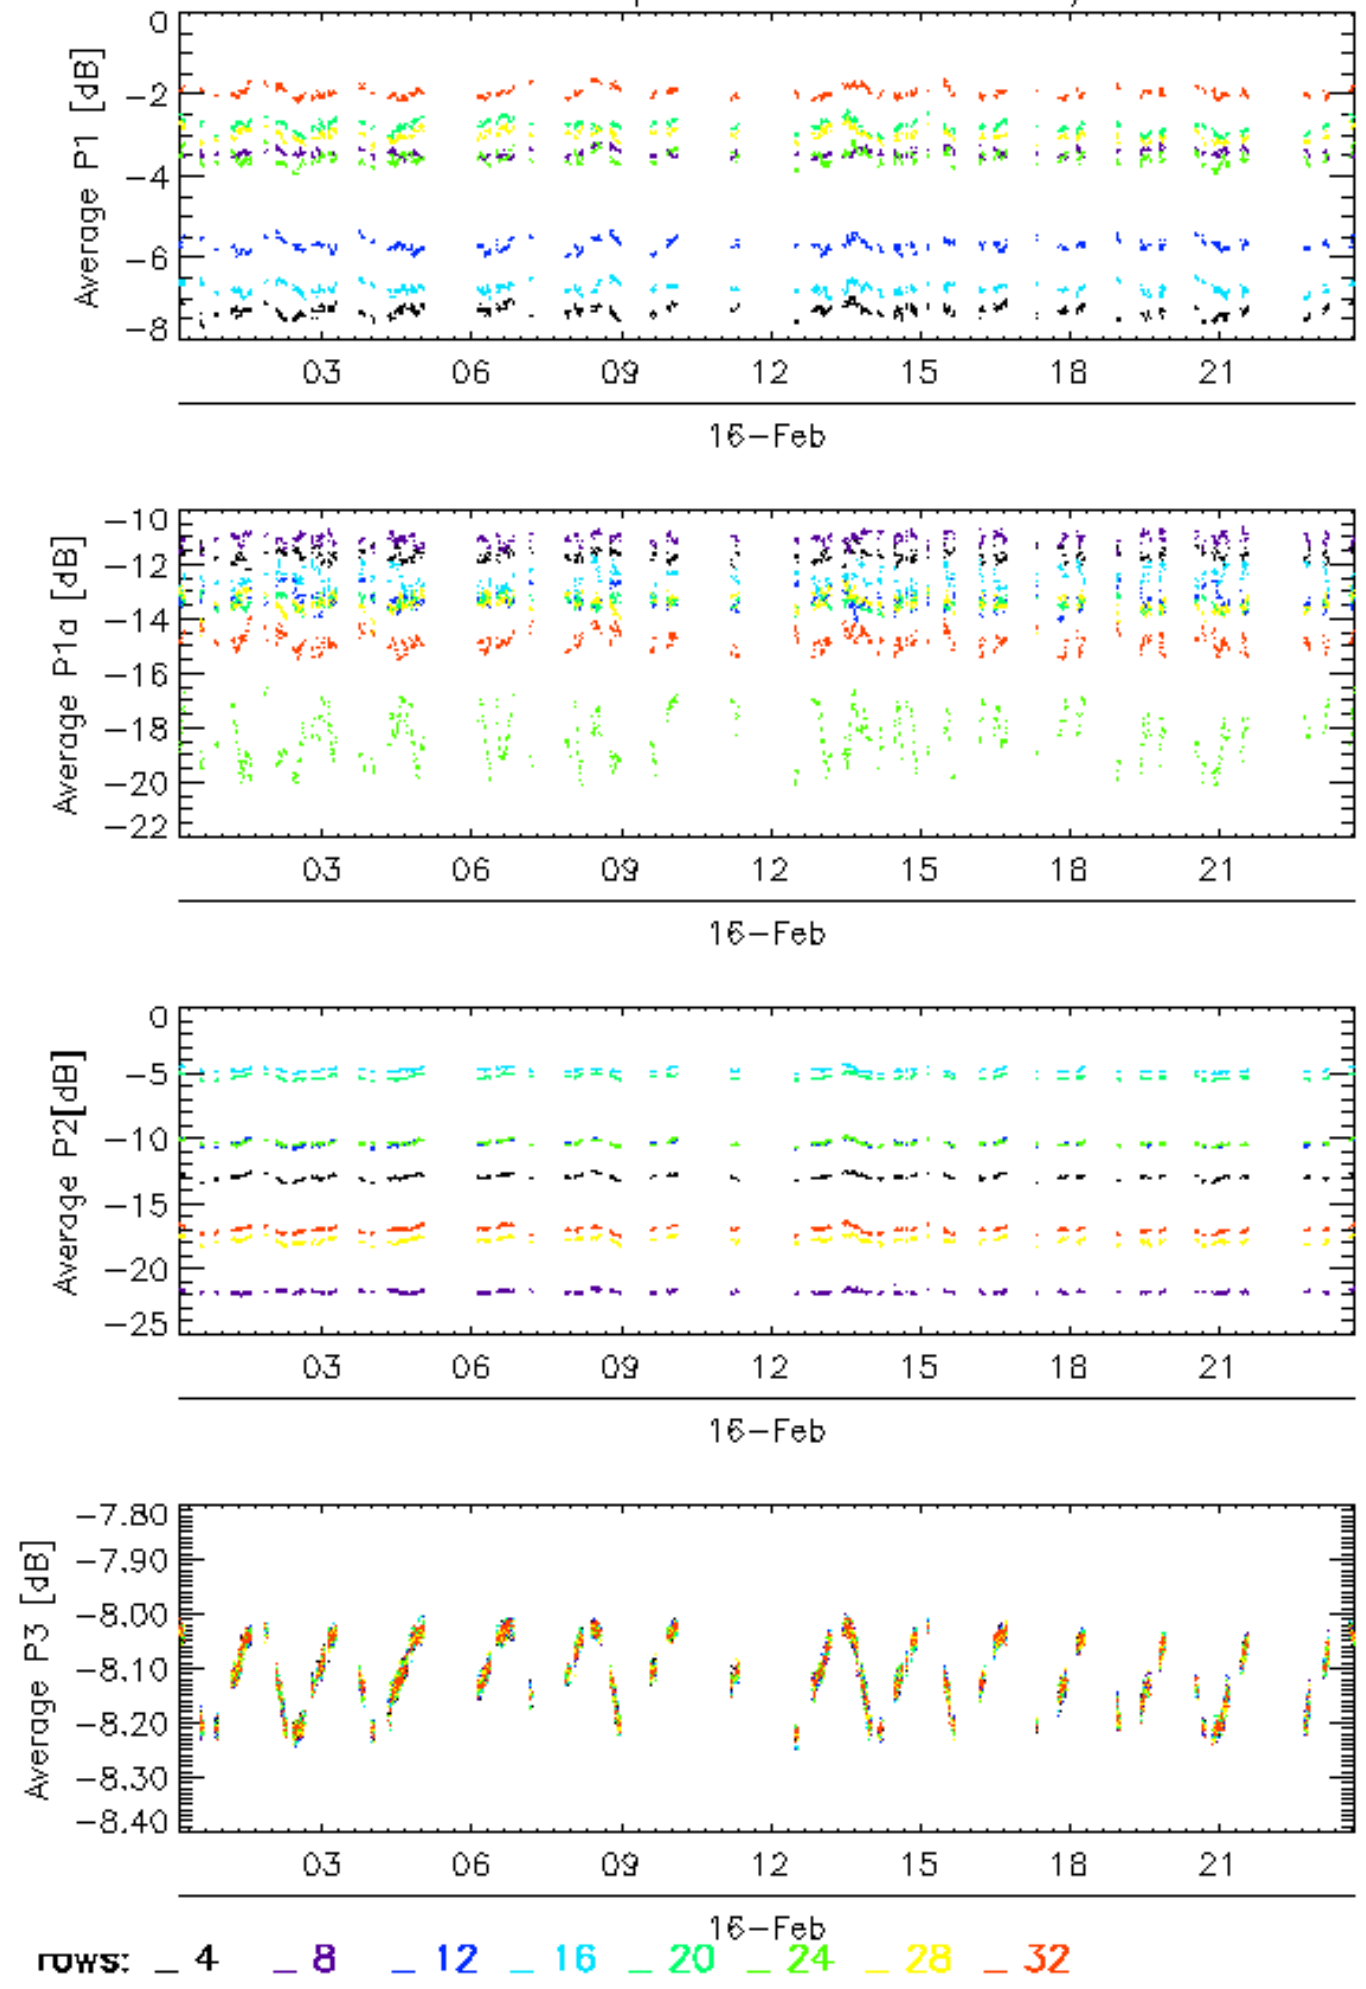 0
−2
−4
−6
−8
Average P1 [dB]
03 06 09 12 15 18 21
16−Feb
−10
−12
−14
−16
−18
−20
−22
Average P1a [dB]
03 06 09 12 15 18 21
16−Feb
0
−5
−10
−15
−20
−25
Average P2[dB]
03 06 09 12 15 18 21
16−Feb
−7.80
−7.90
−8.00
−8.10
−8.20
−8.30
−8.40
Average P3 [dB]
03 06 09 12 15 18 21
16−Feb
rows: _ 4 _ 8 _ 12 _ 16 _ 20 _ 24 _ 28 _ 32